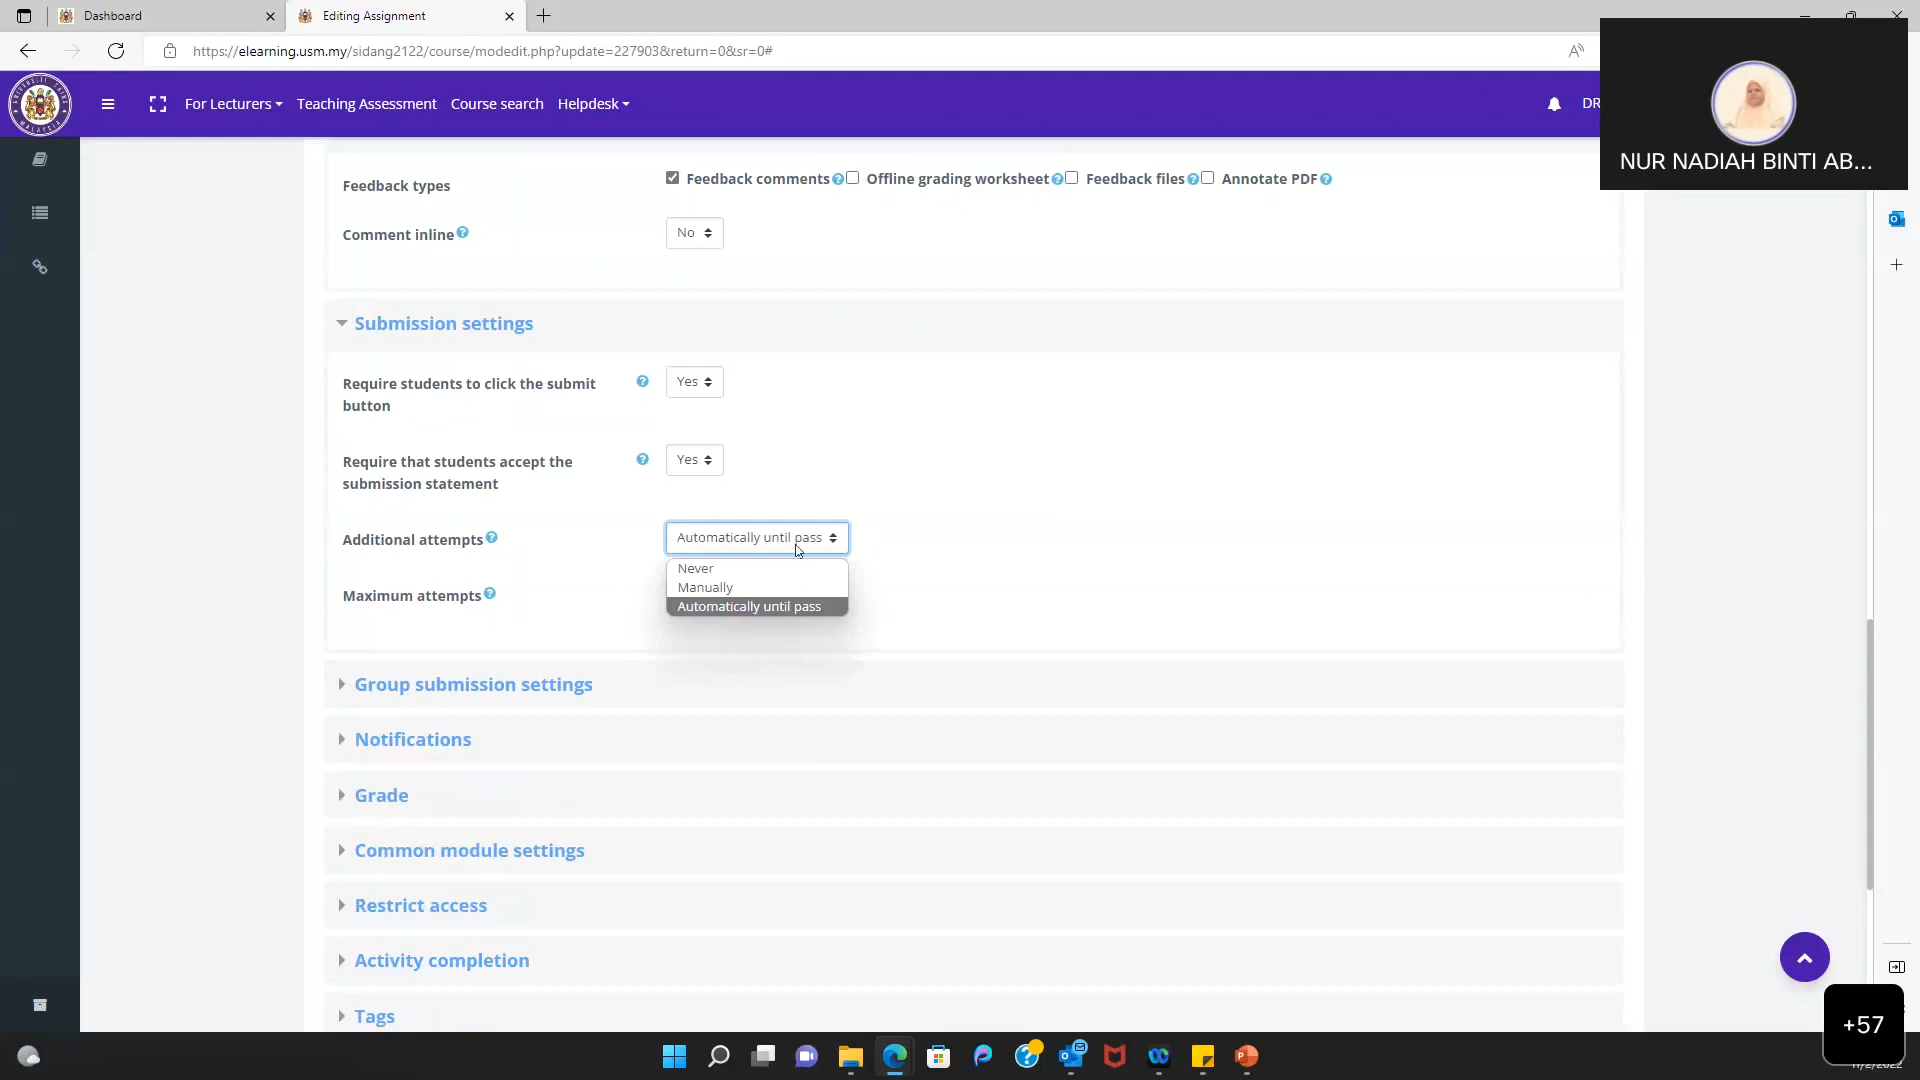 Dashboard
Editing Assignment
https://elearning.usm.my/sidang2122/course/modedit.php?update=227903&return=0&sr=0#
For Lecturers
Teaching Assessment
Course search
Helpdesk
DR
NUR NADIAH BINTI AB...
Feedback types
Feedback comments
Offline grading worksheet
Feedback files
Annotate PDF
Comment inline
No
Submission settings
Require students to click the submit
button
Yes
Require that students accept the
submission statement
Yes
Additional attempts
Automatically until pass
Never
Manually
Automatically until pass
Maximum attempts
Group submission settings
Notifications
Grade
Common module settings
Restrict access
Activity completion
Tags
+57